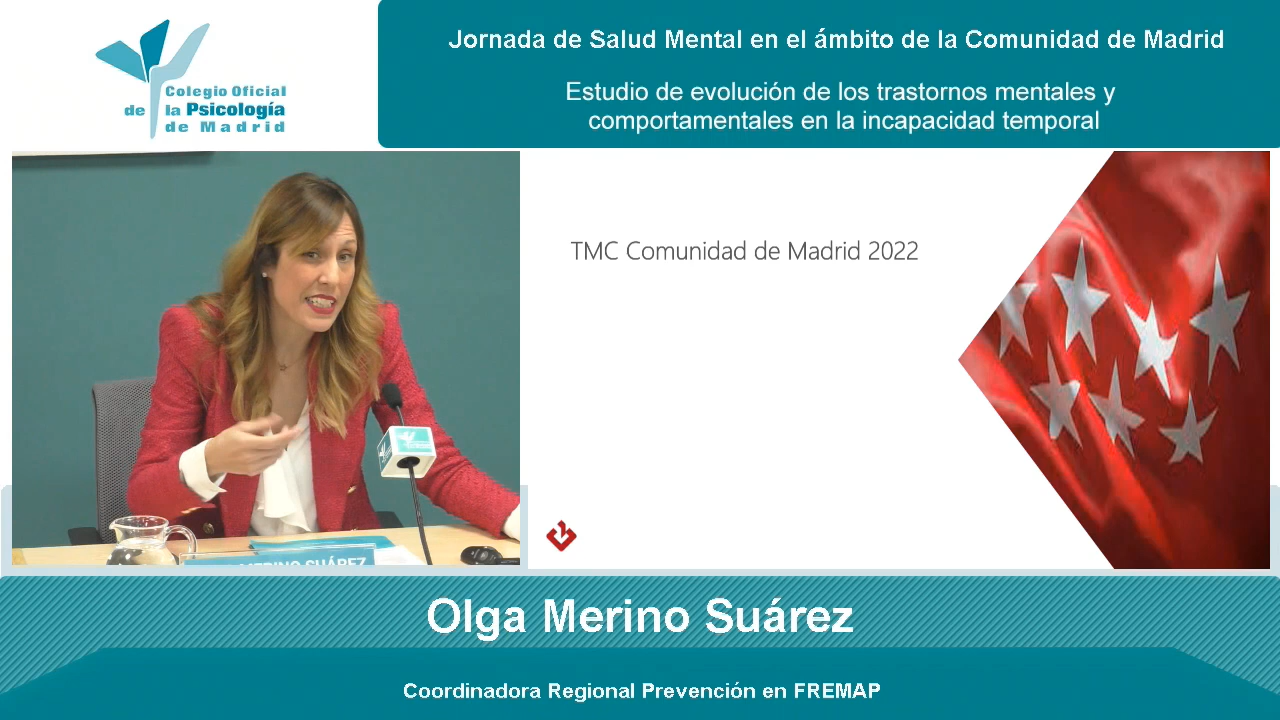 Colegio Oficial
de la Psicología
de Madrid
Jornada de Salud Mental en el ámbito de la Comunidad de Madrid
Estudio de evolución de los trastornos mentales y
comportamentales en la incapacidad temporal
TMC Comunidad de Madrid 2022
MERINO SUÁREZ
Olga Merino Suárez
Coordinadora Regional Prevención en FREMAP